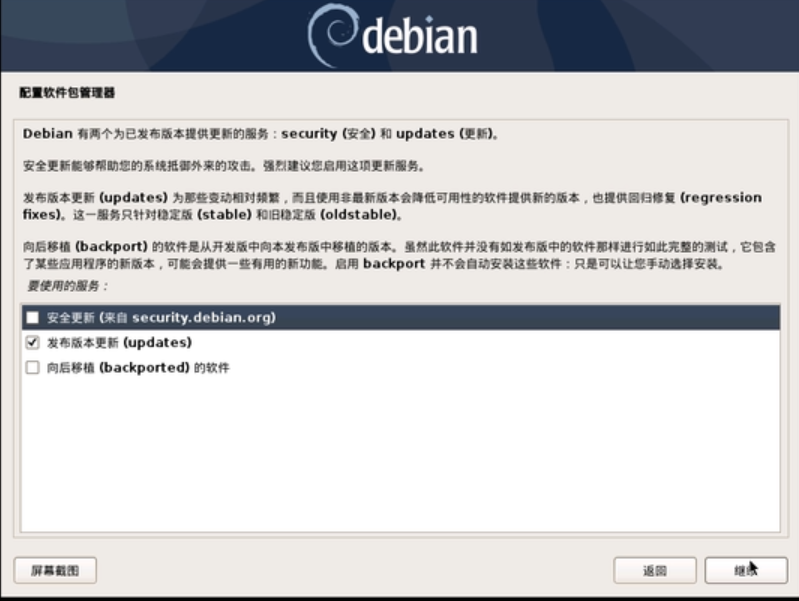 debian
配置软件包管理器
Debian 有两个为已发布版本提供更新的服务：security (安全) 和 updates (更新)。
安全更新能够帮助您的系统抵御外来的攻击。强烈建议您启用这项更新服务。
发布版本更新 (updates) 为那些变动相对频繁，而且使用非最新版本会降低可用性的软件提供新的版本，也提供回归修复 (regression
fixes)。这一服务只针对稳定版 (stable) 和旧稳定版 (oldstable)。
向后移植 (backport) 的软件是从开发版中向本发布版中移植的版本。虽然此软件并没有如发布版中的软件那样进行如此完整的测试，它包含
了某些应用程序的新版本，可能会提供一些有用的新功能。启用 backport 并不会自动安装这些软件：只是可以让您手动选择安装。
要使用的服务：
安全更新 (来自 security.debian.org)
发布版本更新 (updates)
向后移植 (backported) 的软件
屏幕截图
返回
继续